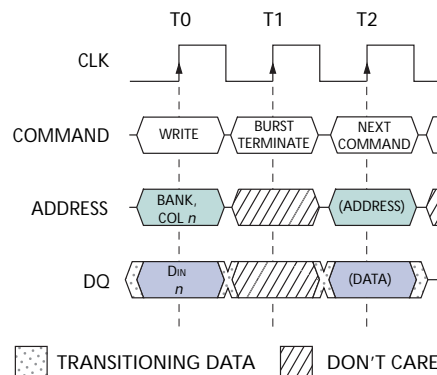 T0 T1 T2
CLK
COMMAND WRITE BURST TERMINATE NEXT COMMAND
ADDRESS BANK, COL n (ADDRESS)
DQ DIN n (DATA)
TRANSITIONING DATA DON'T CARE